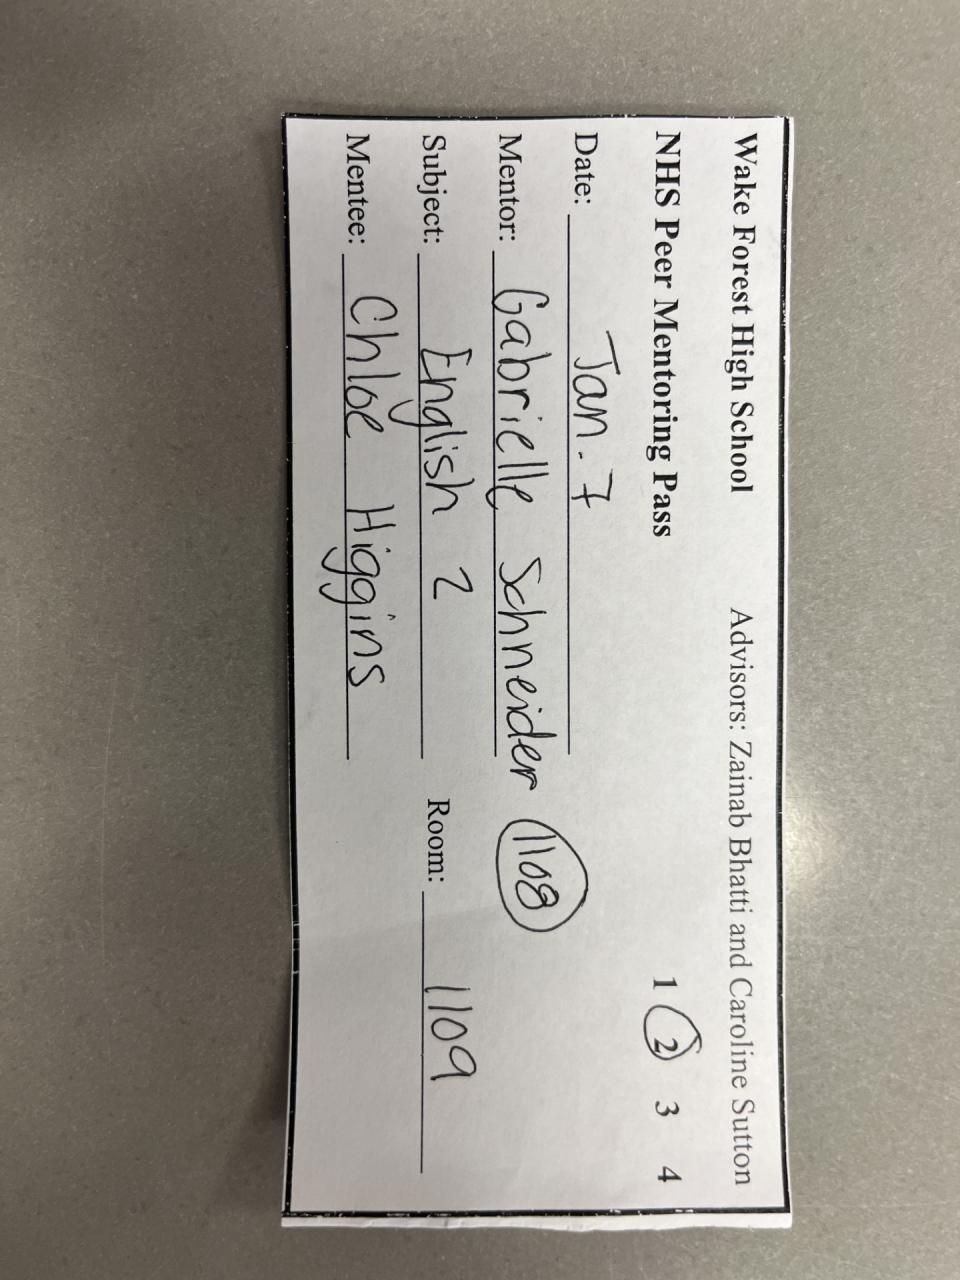 Wake Forest High School Advisors: Zainab Bhatti and Caroline Sutton
NHS Peer Mentoring Pass 1 2 3 4
Date: Jan. 7
Mentor: Gabrielle Schneider 1108
Subject: English 2 Room: 1109
Mentee: Chloe Higgins